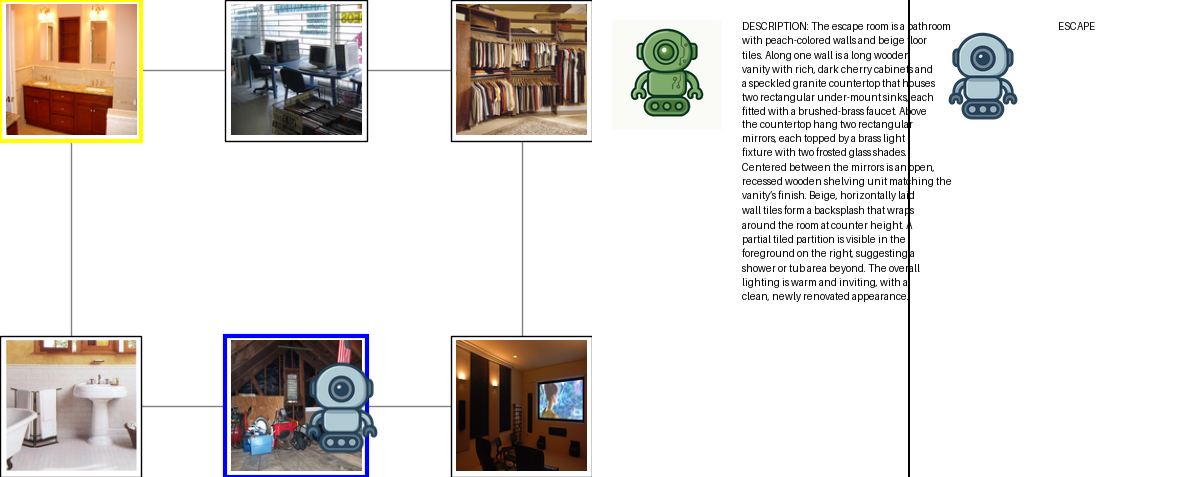 DESCRIPTION: The escape room is a bathroom
with peach-colored walls and beige floor
tiles. Along one wall is a long wooden
vanity with rich, dark cherry cabinets and
a speckled granite countertop that houses
two rectangular under-mount sinks, each
fitted with a brushed-brass faucet. Above
the countertop hang two rectangular
mirrors, each topped by a brass light
fixture with two frosted glass shades.
Centered between the mirrors is an open,
recessed wooden shelving unit matching the
vanity's finish. Beige, horizontally laid
wall tiles form a backsplash that wraps
around the room at counter height. A
partial tiled partition is visible in the
foreground on the right, suggesting a
shower or tub area beyond. The overall
lighting is warm and inviting, with a
clean, newly renovated appearance.
ESCAPE